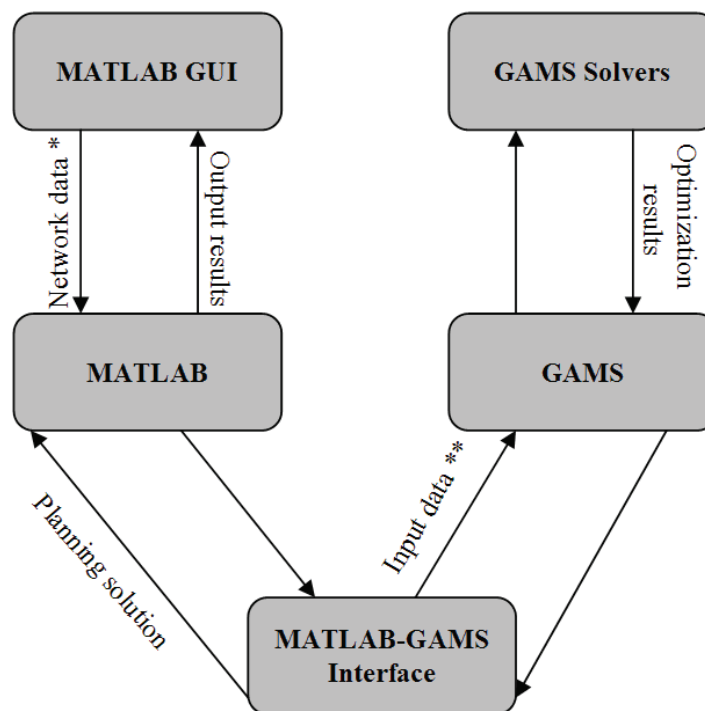 MATLAB GUI
GAMS Solvers
Network data *
Output results
Optimization
results
MATLAB
GAMS
Planning solution
Input data **
MATLAB-GAMS
Interface